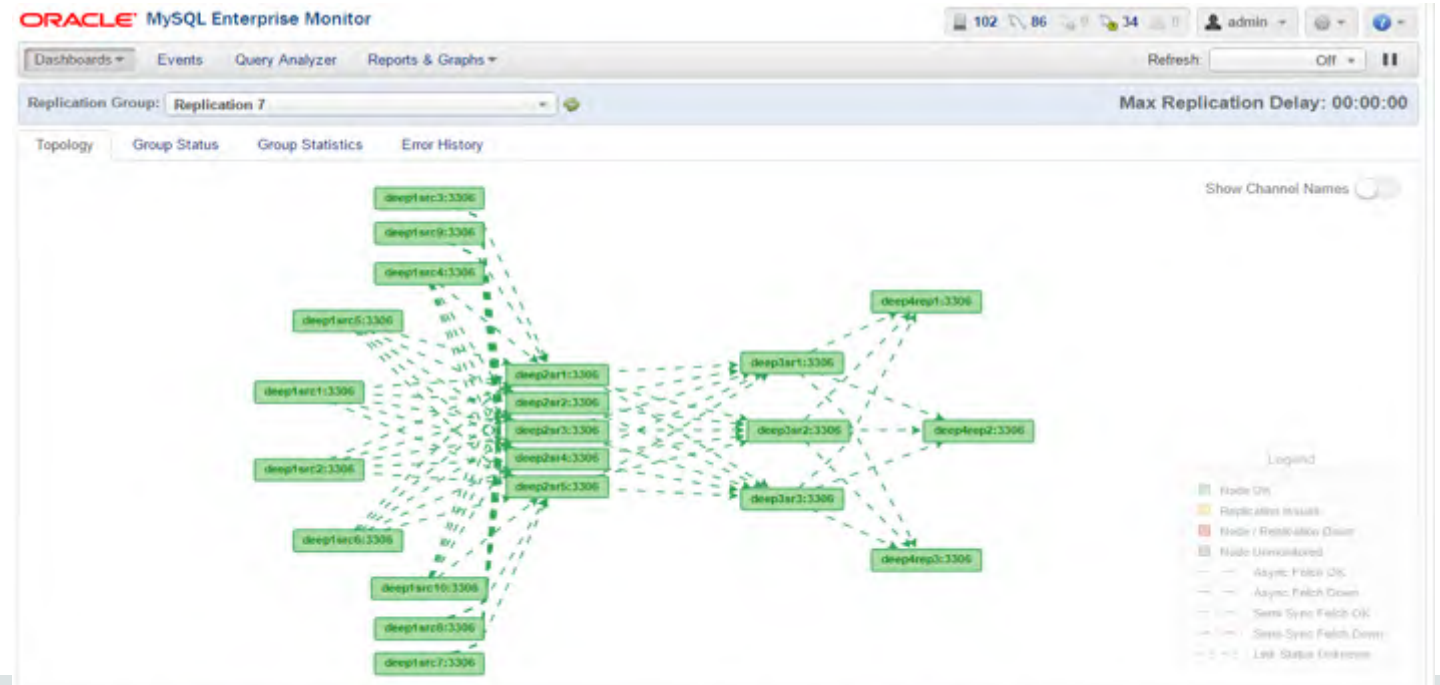 ORACLE MySQL Enterprise Monitor
102 86 0 34 0 admin
Dashboards Events Query Analyzer Reports & Graphs Refresh: Off
Replication Group: Replication 7 Max Replication Delay: 00:00:00
Topology Group Status Group Statistics Error History
Show Channel Names
deep1src3:3306
deep1src9:3306
deep1src4:3306
deep4rep1:3306
deep1src5:3306
deep3sr1:3306
deep2sr1:3306
deep1src1:3306
deep2sr2:3306
deep2sr3:3306
deep3sr2:3306
deep4rep2:3306
deep2sr4:3306
deep1src2:3306
deep2sr5:3306
deep3sr3:3306
deep1src6:3306
deep4rep3:3306
deep1src10:3306
deep1src8:3306
deep1src7:3306
Legend
Node OK
Replication Issues
Node / Replication Down
Node Unmonitored
Async Fetch OK
Async Fetch Down
Semi Sync Fetch OK
Semi Sync Fetch Down
Link Status Unknown